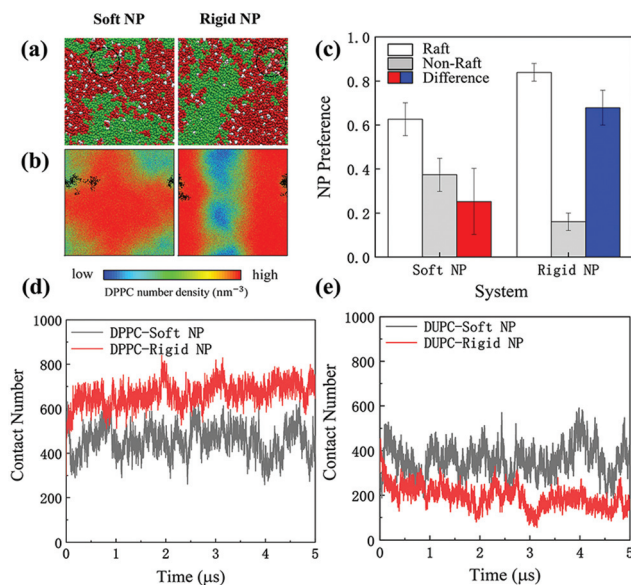 Soft NP Rigid NP
(a)
(b)
low high
DPPC number density (nm⁻³)
(c)
Raft
Non-Raft
Difference
NP Preference
1.0
0.8
0.6
0.4
0.2
0.0
Soft NP Rigid NP
System
(d)
DPPC-Soft NP
DPPC-Rigid NP
Contact Number
1000
800
600
400
200
0
0 1 2 3 4 5
Time (μs)
(e)
DUPC-Soft NP
DUPC-Rigid NP
Contact Number
1000
800
600
400
200
0
0 1 2 3 4 5
Time (μs)